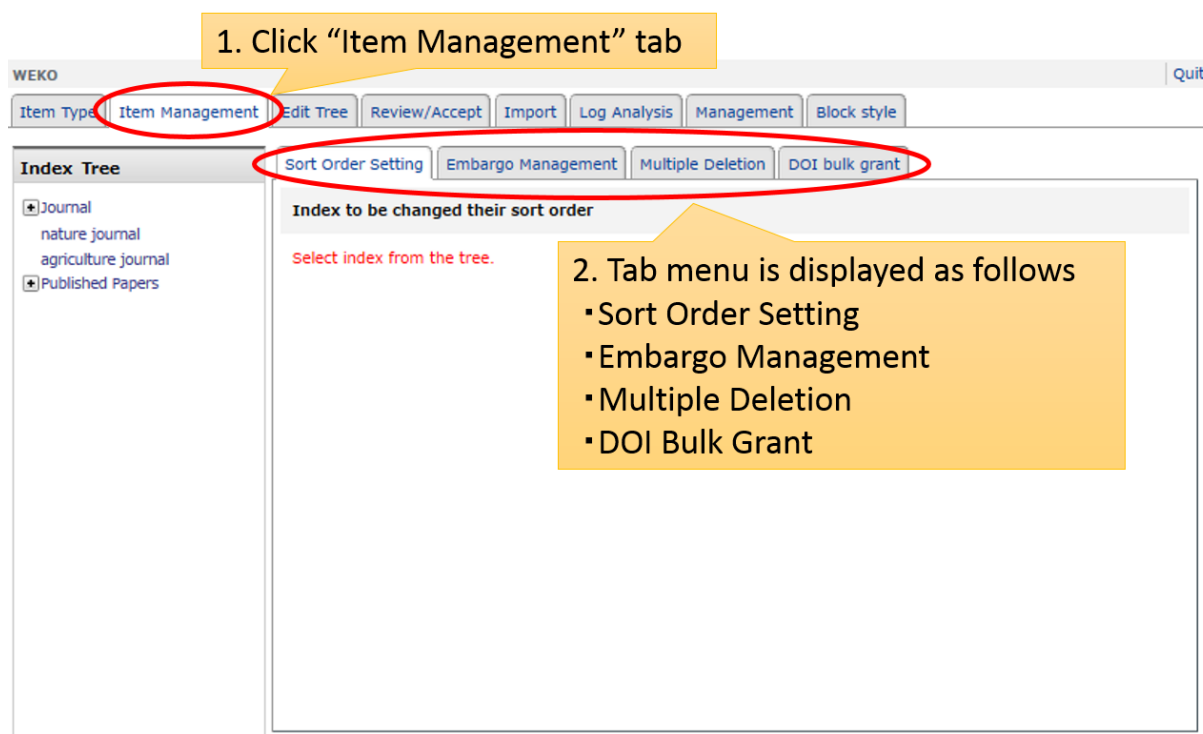 1. Click “Item Management” tab
WEKO
Quit
Item Type
Item Management
Edit Tree
Review/Accept
Import
Log Analysis
Management
Block style
Index Tree
Journal
nature journal
agriculture journal
Published Papers
Sort Order Setting
Embargo Management
Multiple Deletion
DOI bulk grant
Index to be changed their sort order
Select index from the tree.
2. Tab menu is displayed as follows
・Sort Order Setting
・Embargo Management
・Multiple Deletion
・DOI Bulk Grant